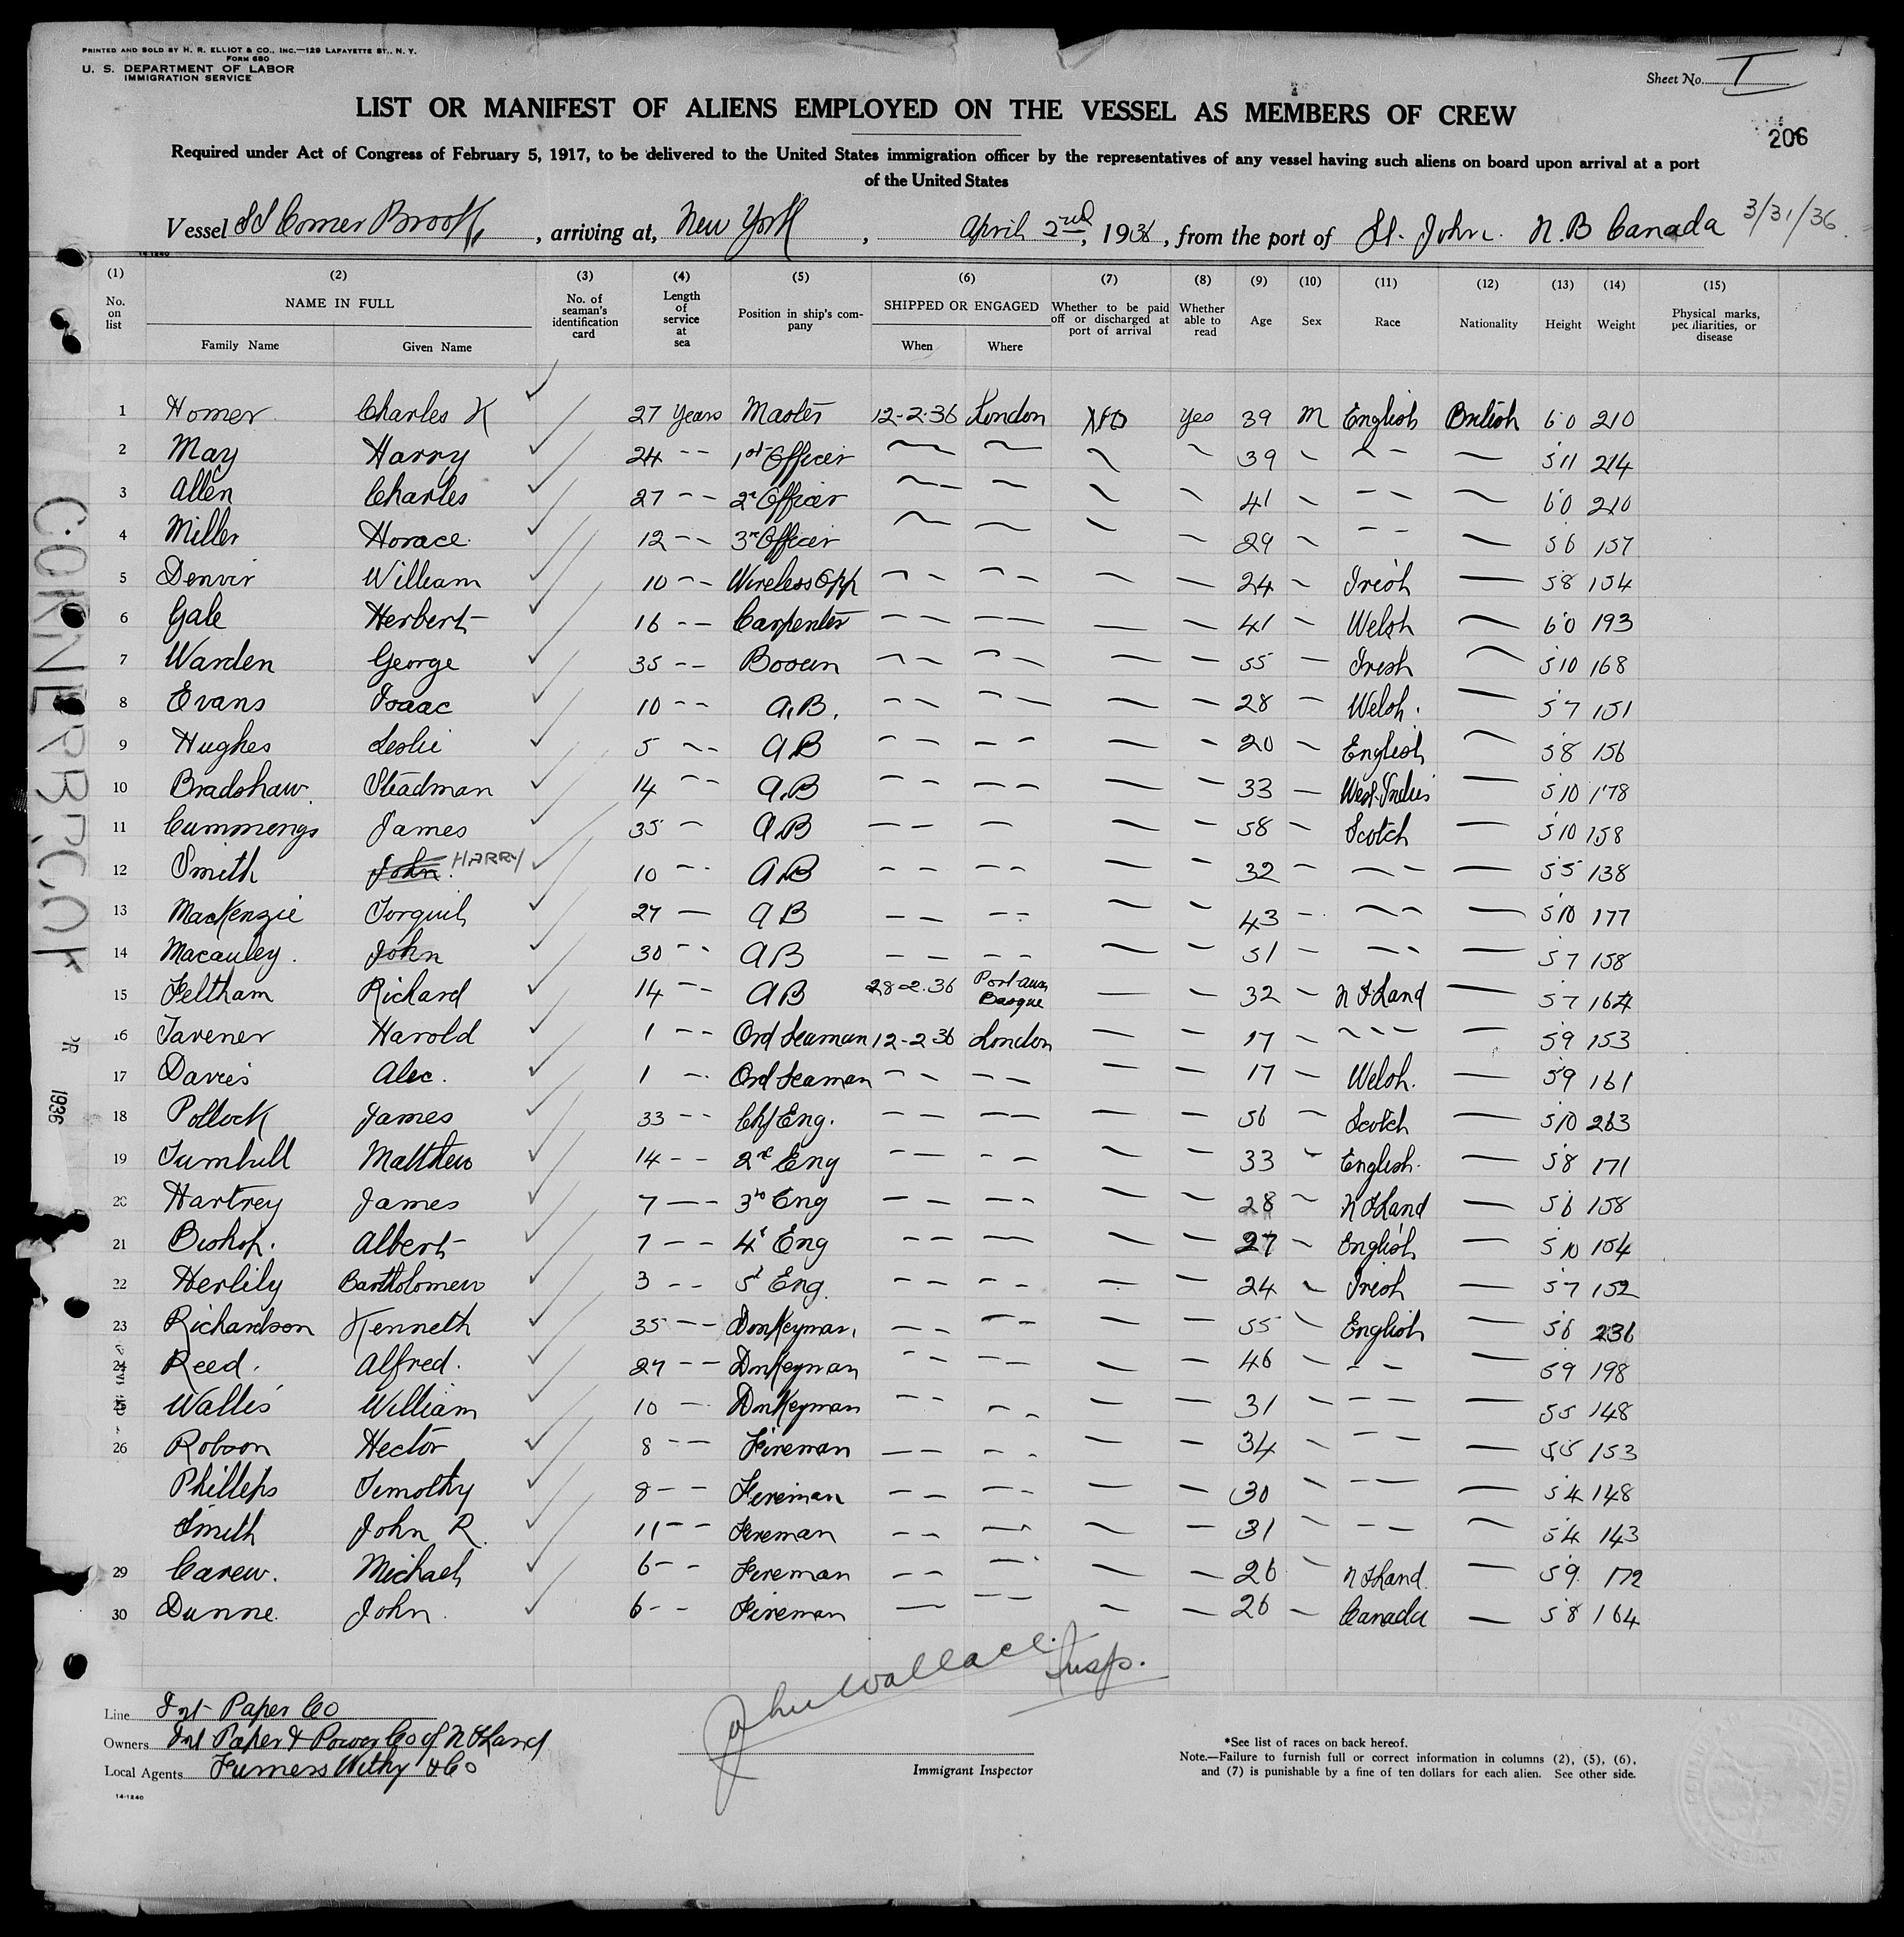 PRINTED AND SOLD BY H. R. ELLIOT & CO., INC.—129 LAFAYETTE ST., N. Y.
FORM 680
U. S. DEPARTMENT OF LABOR
IMMIGRATION SERVICE
Sheet No. I
LIST OR MANIFEST OF ALIENS EMPLOYED ON THE VESSEL AS MEMBERS OF CREW
206
Required under Act of Congress of February 5, 1917, to be delivered to the United States immigration officer by the representatives of any vessel having such aliens on board upon arrival at a port
of the United States
Vessel SS Corner Brook, arriving at, New York, April 2nd, 1936, from the port of St. John. N.B Canada 3/31/36
14-1240
(1) (2) (3) (4) (5) (6) (7) (8) (9) (10) (11) (12) (13) (14) (15)
No. on list NAME IN FULL Family Name Given Name No. of seaman's identification card Length of service at sea Position in ship's company SHIPPED OR ENGAGED When Where Whether to be paid off or discharged at port of arrival Whether able to read Age Sex Race Nationality Height Weight Physical marks, peculiarities, or disease
1 Homer Charles K 27 Years Master 12-2-36 London No Yes 39 M English British 6 0 210
2 May Harry 24 -- 1st Officer 39 5 11 214
3 Allen Charles 27 -- 2d Officer 41 6 0 210
4 Miller Horace 12 -- 3rd Officer 29 5 6 157
5 Denvir William 10 -- Wireless Opp 24 Irish 5 8 154
6 Gale Herbert 16 -- Carpenter 41 Welsh 6 0 193
7 Warden George 35 -- Bosun 55 Irish 5 10 168
8 Evans Isaac 10 -- A.B. 28 Welsh. 5 7 151
9 Hughes Leslie 5 -- A B 20 English 5 8 156
10 Bradshaw Steadman 14 -- A.B 33 West Indies 5 10 178
11 Cummings James 35 - A.B 58 Scotch 5 10 158
12 Smith John HARRY 10 -- A B 32 5 5 138
13 MacKenzie Torquil 27 - A B 43 5 10 177
14 Macauley. John 30 -- A B 51 5 7 158
15 Feltham Richard 14 -- A B 28-2-36 Port aux Basque 32 N F Land 5 7 164
16 Tavener Harold 1 -- Ord Seaman 12-2-36 London 17 5 9 153
17 Davies Alec. 1 - Ord Seaman 17 Welsh. 5 9 161
18 Pollock James 33 -- Chf Eng. 56 Scotch 5 10 263
19 Turnbull Matthew 14 -- 2nd Eng 33 English. 5 8 171
20 Hartrey James 7 -- 3rd Eng 28 N F Land 5 6 158
21 Bishop. Albert 7 -- 4t Eng 27 English 5 10 154
22 Herlily Bartholomew 3 -- 5t Eng. 24 Irish 5 7 152
23 Richardson Kenneth 35 -- Donkeyman 55 English 5 6 236
24 Reed. Alfred. 27 -- Donkeyman 46 5 9 198
25 Wallis William 10 - Donkeyman 31 5 5 148
26 Robson Hector 8 -- Fireman 34 5 5 153
Phillips Timothy 8 -- Fireman 30 5 4 148
Smith John R. 11 -- Fireman 31 5 4 143
29 Carew. Michael 6 -- Fireman 26 N F Land. 5 9 172
30 Dunne John 6 -- Fireman 26 Canada 5 8 164
CORNERBROOK
1936
John Wallace. Insp.
Line Int Paper Co
Owners Int Paper & Power Co of N F Land
Local Agents Furness Withy & Co
Immigrant Inspector
*See list of races on back hereof.
Note.—Failure to furnish full or correct information in columns (2), (5), (6),
and (7) is punishable by a fine of ten dollars for each alien. See other side.
14-1240